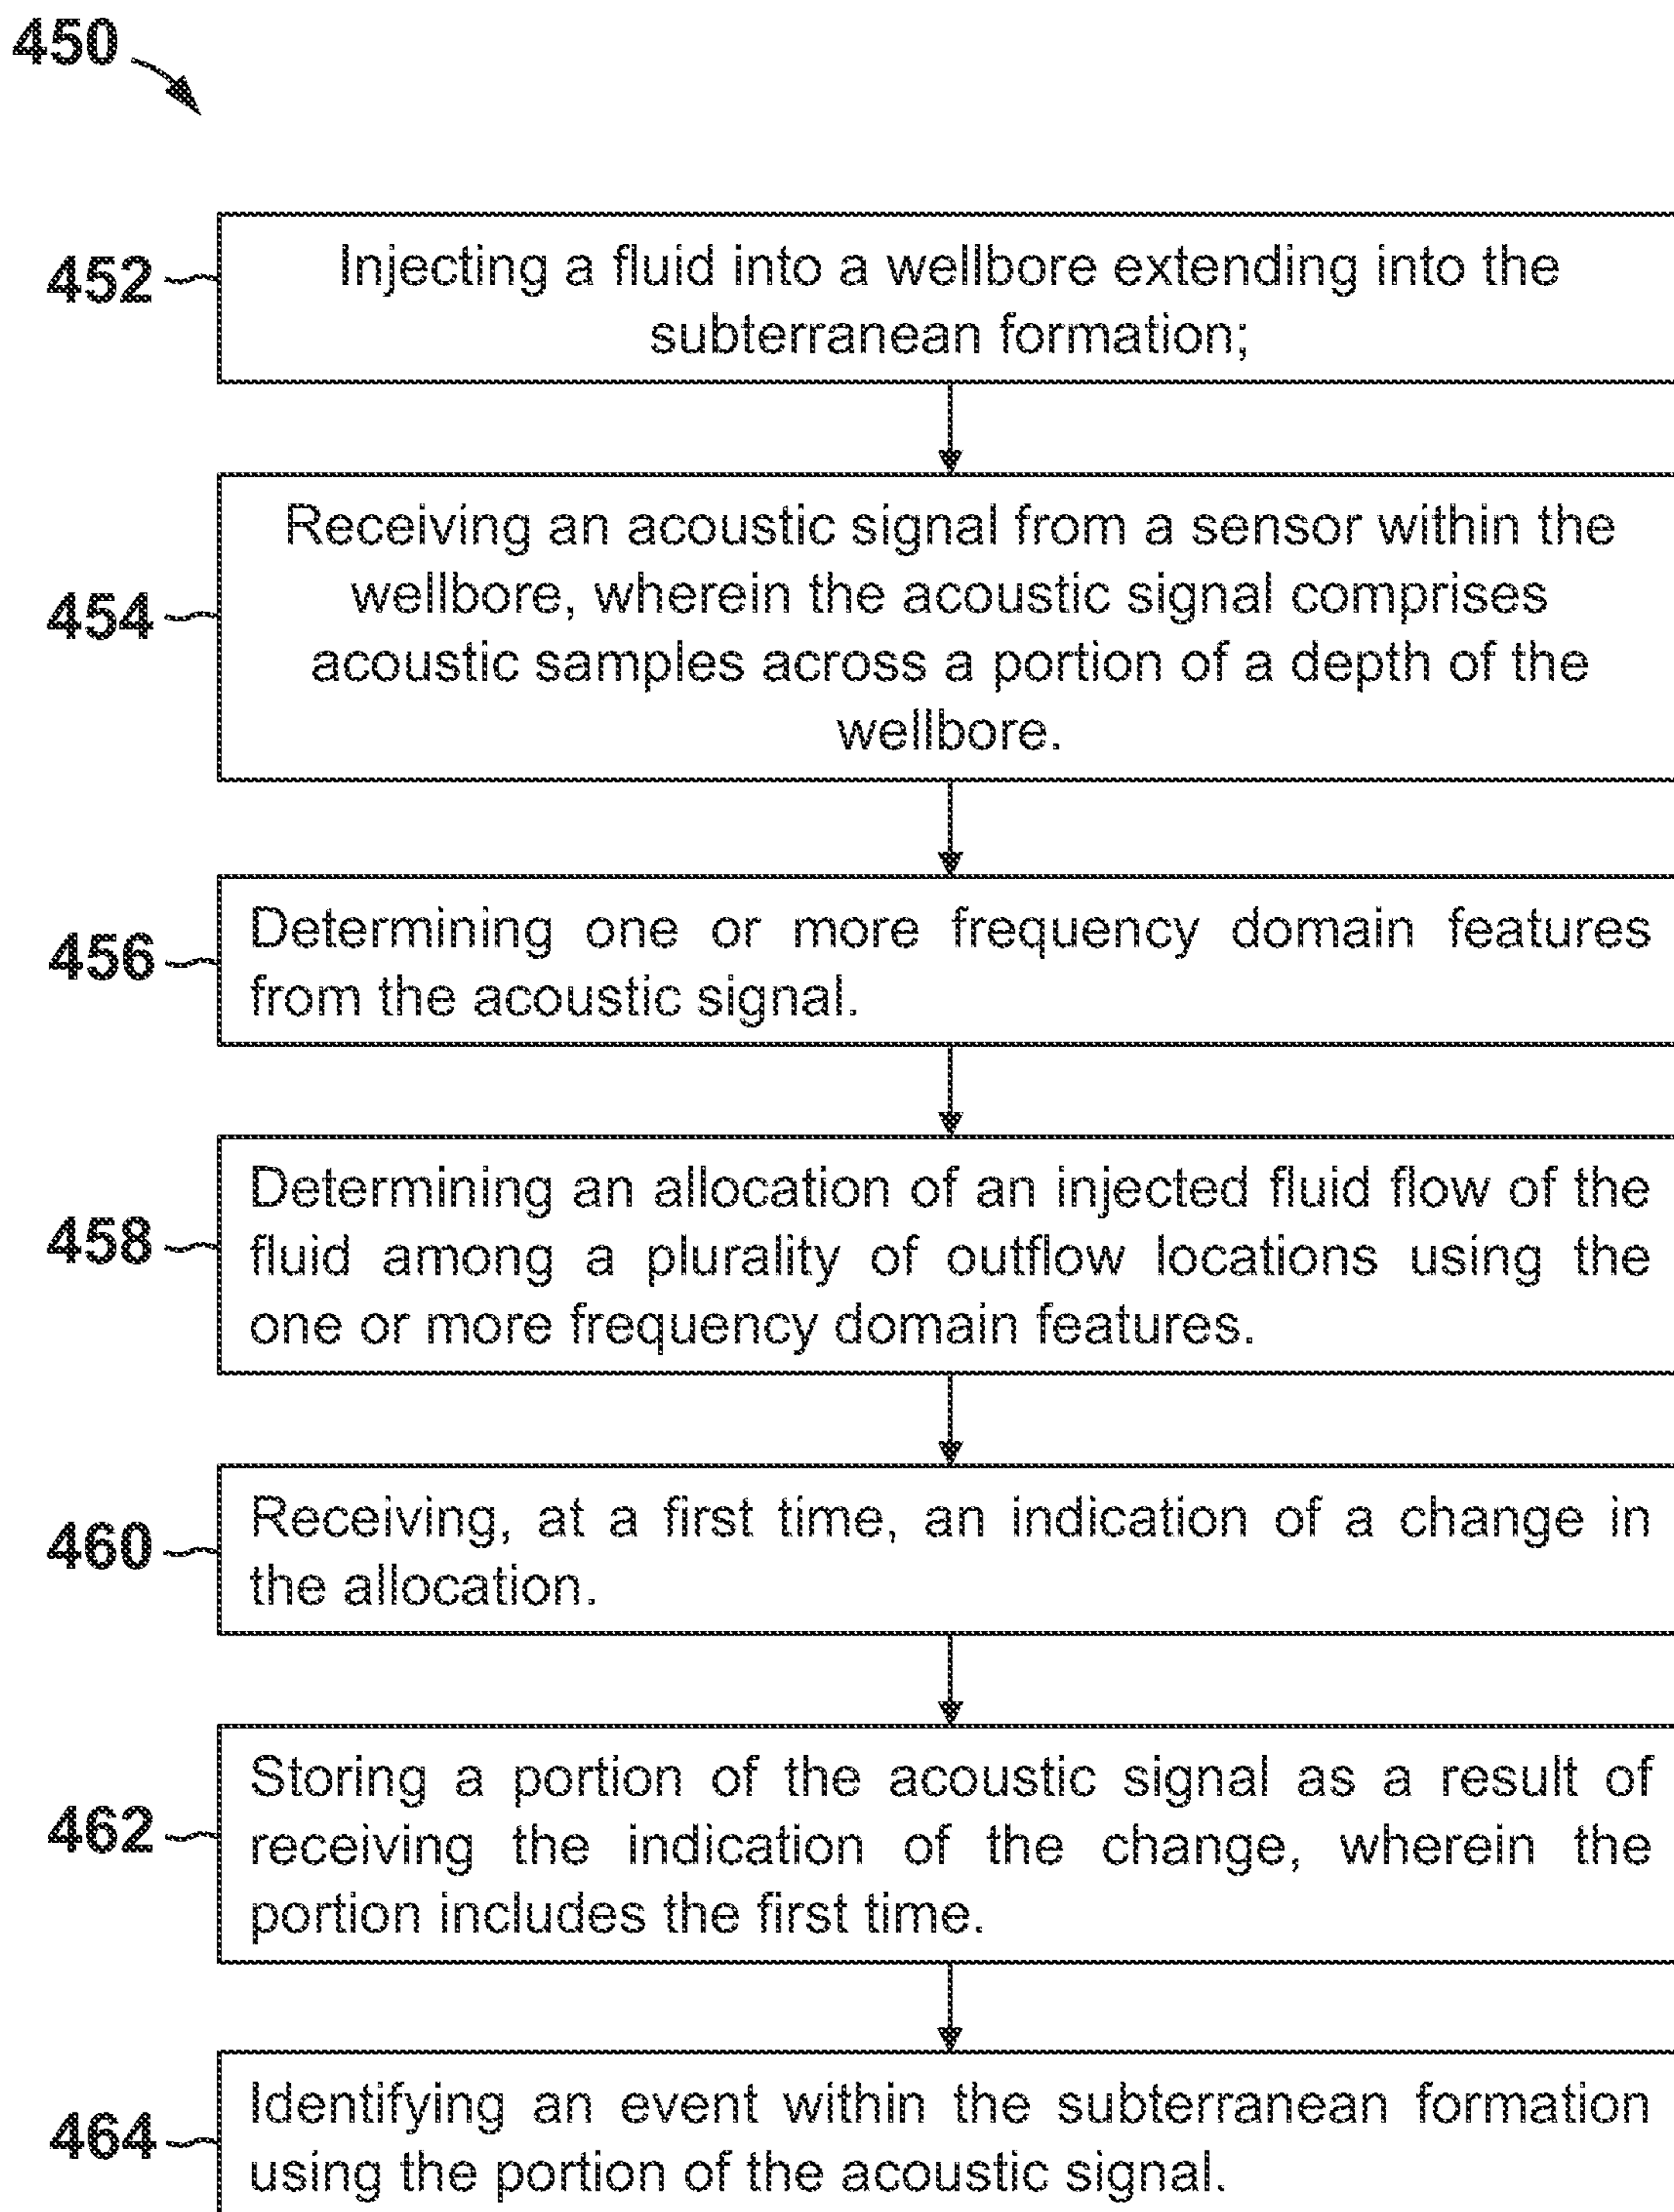 450
452
Injecting a fluid into a wellbore extending into the
subterranean formation;
454
Receiving an acoustic signal from a sensor within the
wellbore, wherein the acoustic signal comprises
acoustic samples across a portion of a depth of the
wellbore.
456
Determining one or more frequency domain features
from the acoustic signal.
458
Determining an allocation of an injected fluid flow of the
fluid among a plurality of outflow locations using the
one or more frequency domain features.
460
Receiving, at a first time, an indication of a change in
the allocation.
462
Storing a portion of the acoustic signal as a result of
receiving the indication of the change, wherein the
portion includes the first time.
464
Identifying an event within the subterranean formation
using the portion of the acoustic signal.